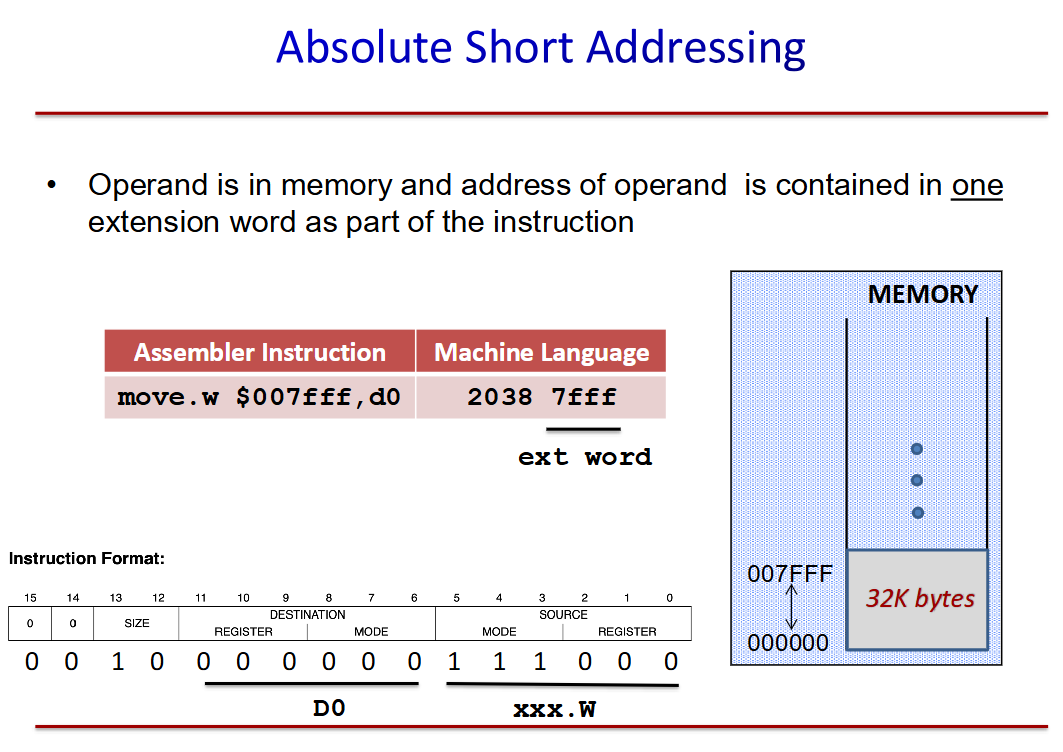 Absolute Short Addressing
• Operand is in memory and address of operand is contained in one
extension word as part of the instruction
Assembler Instruction Machine Language
move.w $007fff,d0 2038 7fff
ext word
MEMORY
007FFF
32K bytes
000000
Instruction Format:
15 14 13 12 11 10 9 8 7 6 5 4 3 2 1 0
0 0 SIZE DESTINATION SOURCE
REGISTER MODE MODE REGISTER
0 0 1 0 0 0 0 0 0 0 1 1 1 0 0 0
D0 xxx.W